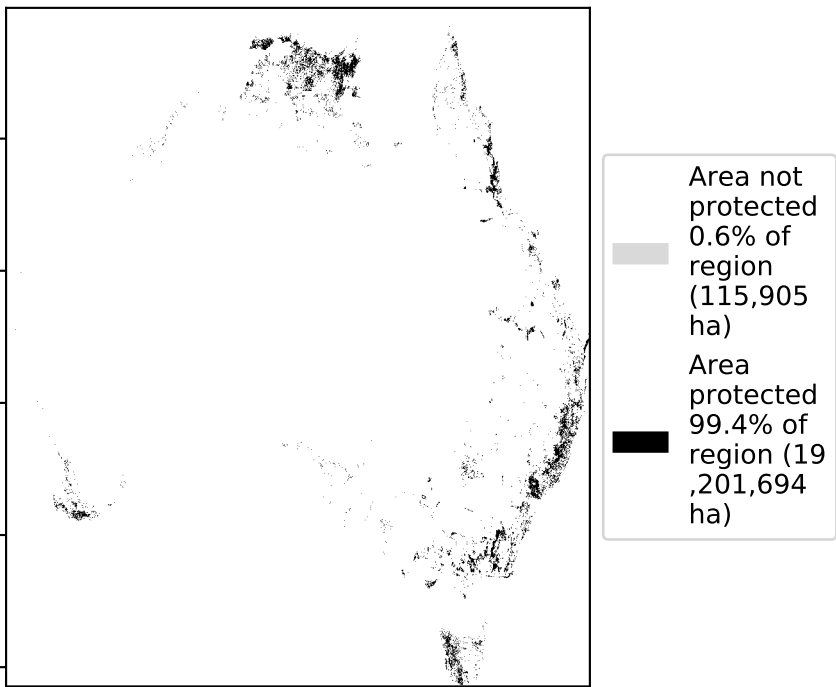 Area not
protected
0.6% of
region
(115,905
ha)
Area
protected
99.4% of
region (19
,201,694
ha)